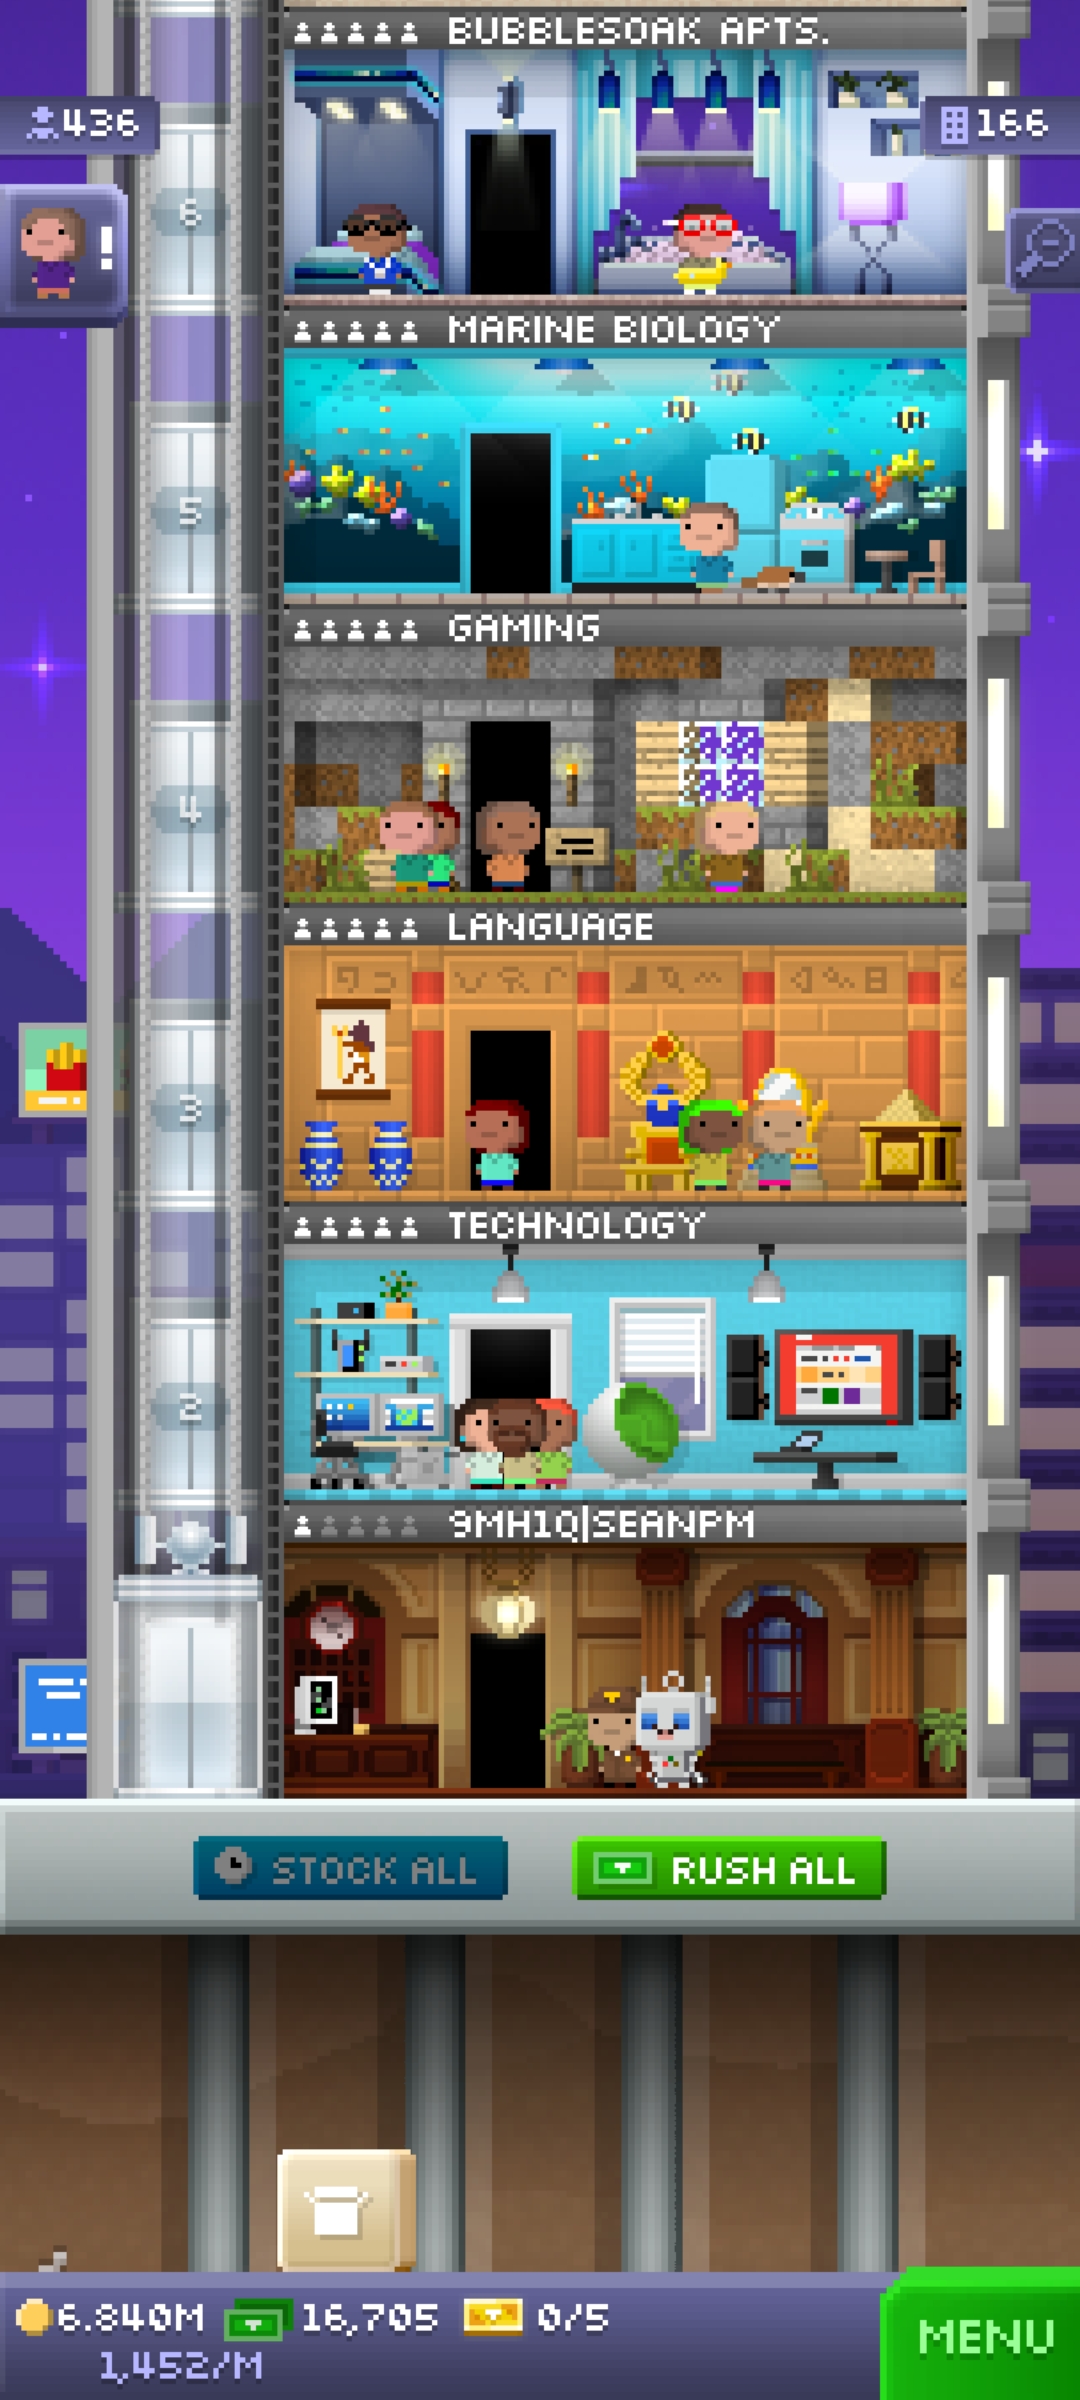 BUBBLESOAK APTS.
436
166
6
!
MARINE BIOLOGY
5
GAMING
4
LANGUAGE
3
TECHNOLOGY
2
9MH1Q|SEANPM
STOCK ALL
RUSH ALL
6.840M
16,705
0/5
1,452/M
MENU